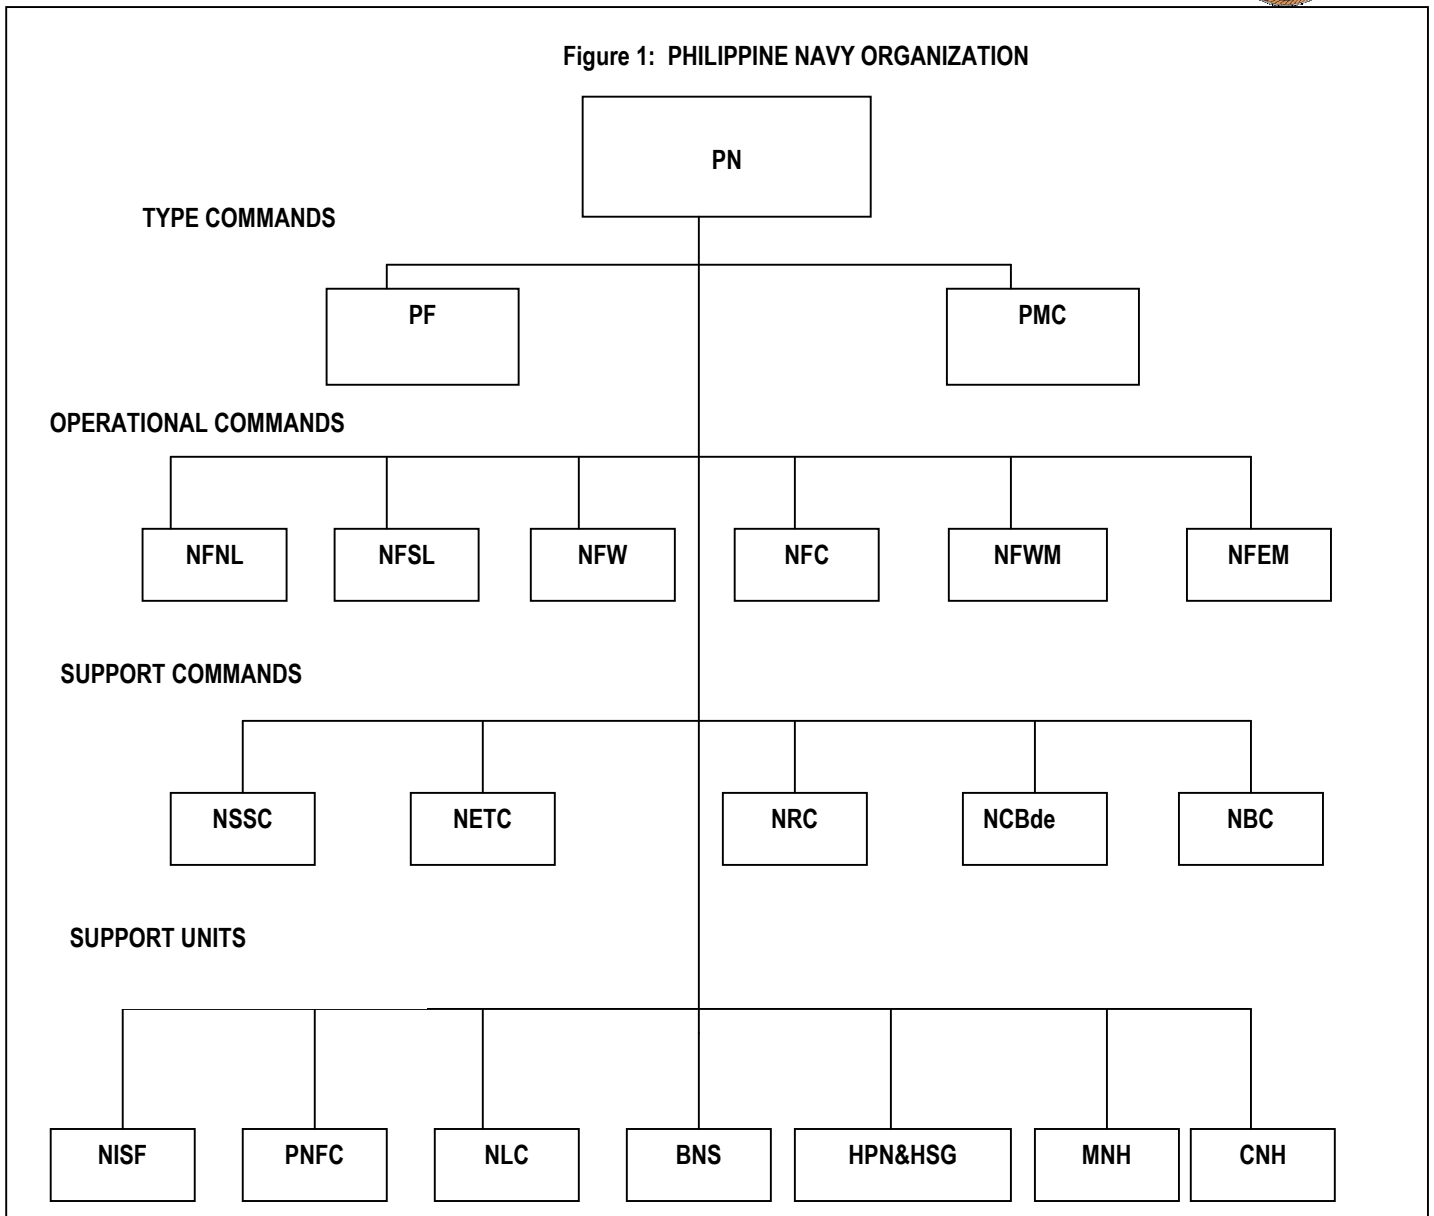 Figure 1: PHILIPPINE NAVY ORGANIZATION
PN
TYPE COMMANDS
PF PMC
OPERATIONAL COMMANDS
NFNL NFSL NFW NFC NFWM NFEM
SUPPORT COMMANDS
NSSC NETC NRC NCBde NBC
SUPPORT UNITS
NISF PNFC NLC BNS HPN&HSG MNH CNH